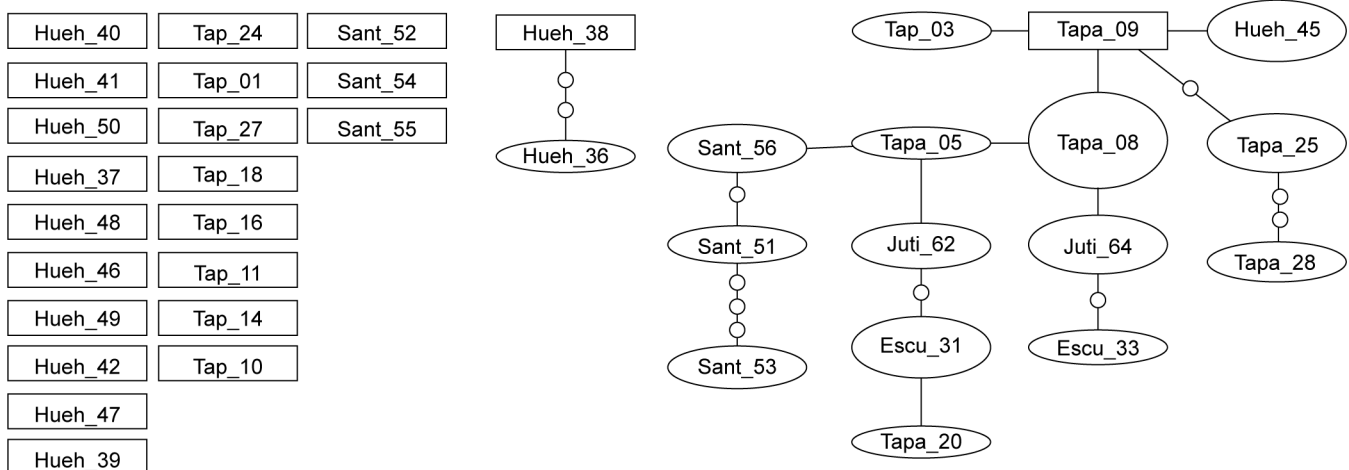 Hueh_40 Tap_24 Sant_52
Hueh_41 Tap_01 Sant_54
Hueh_50 Tap_27 Sant_55
Hueh_37 Tap_18
Hueh_48 Tap_16
Hueh_46 Tap_11
Hueh_49 Tap_14
Hueh_42 Tap_10
Hueh_47
Hueh_39
Hueh_38
Hueh_36
Tap_03 Tapa_09 Hueh_45
Sant_56 Tapa_05 Tapa_08 Tapa_25
Sant_51 Juti_62 Juti_64 Tapa_28
Sant_53 Escu_31 Escu_33
Tapa_20